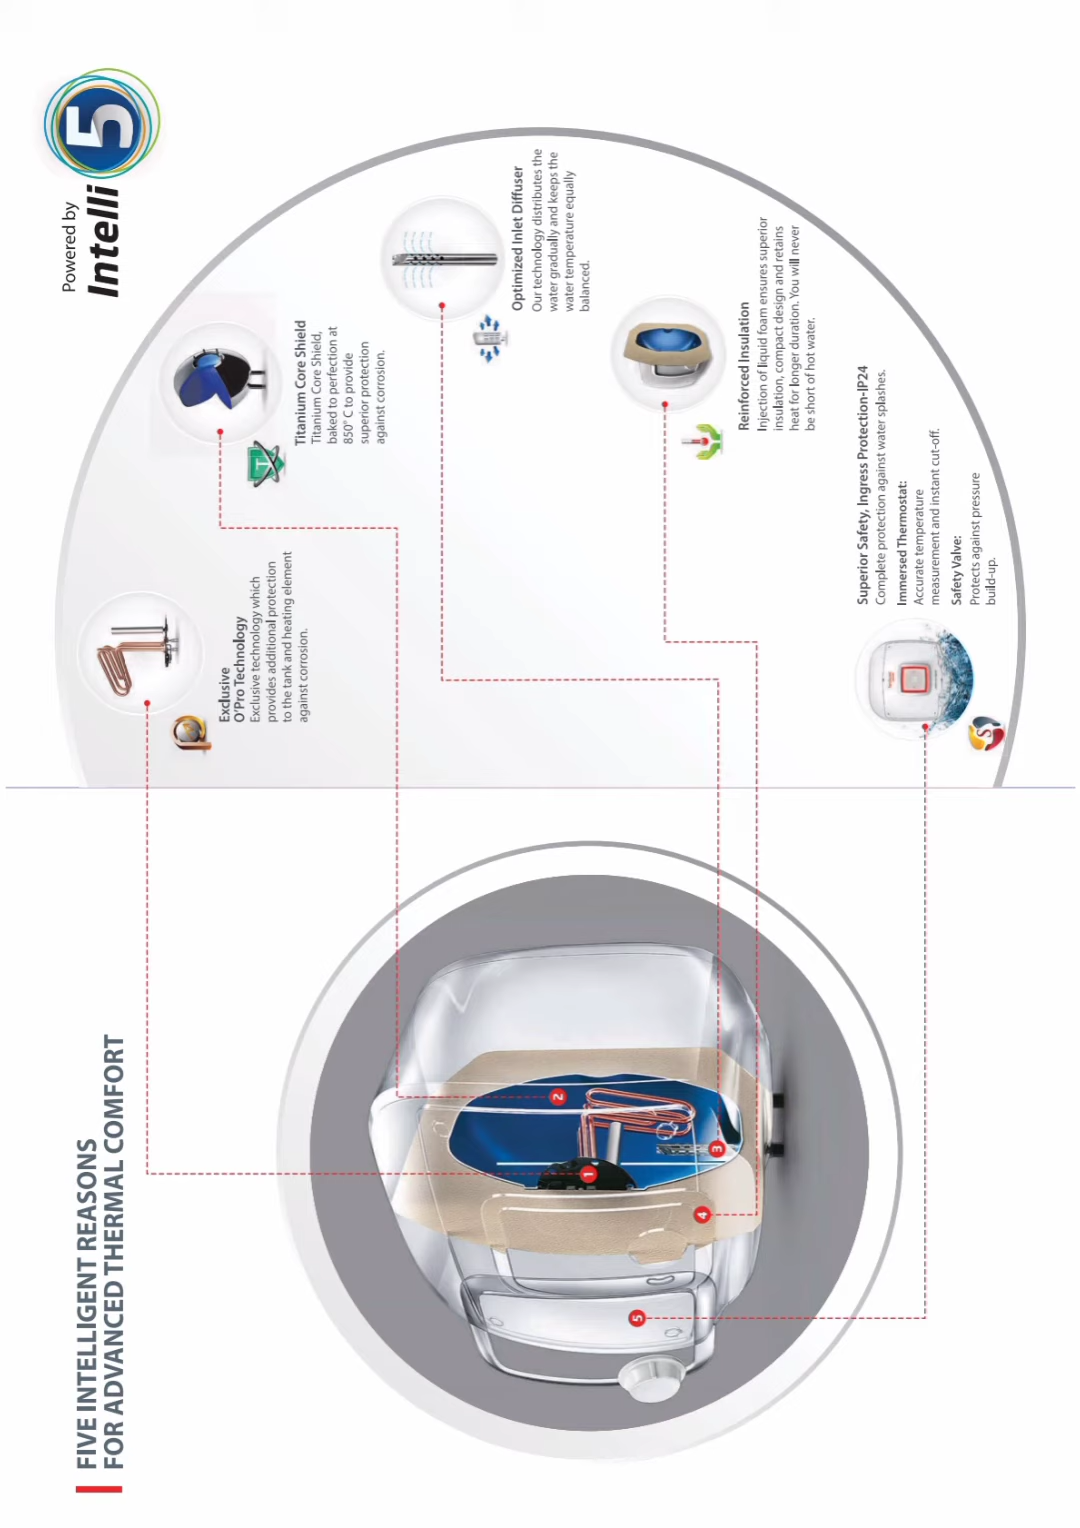 FIVE INTELLIGENT REASONS
FOR ADVANCED THERMAL COMFORT
Powered by
Intelli 5
Exclusive
O'Pro Technology
Exclusive technology which
provides additional protection
to the tank and heating element
against corrosion.
Titanium Core Shield
Titanium Core Shield,
baked to perfection at
850° C to provide
superior protection
against corrosion.
T
Optimized Inlet Diffuser
Our technology distributes the
water gradually and keeps the
water temperature equally
balanced.
Reinforced Insulation
Injection of liquid foam ensures superior
insulation, compact design and retains
heat for longer duration. You will never
be short of hot water.
Superior Safety, Ingress Protection-IP24
Complete protection against water splashes.
Immersed Thermostat:
Accurate temperature
measurement and instant cut-off.
Safety Valve:
Protects against pressure
build-up.
S
1
2
3
4
5